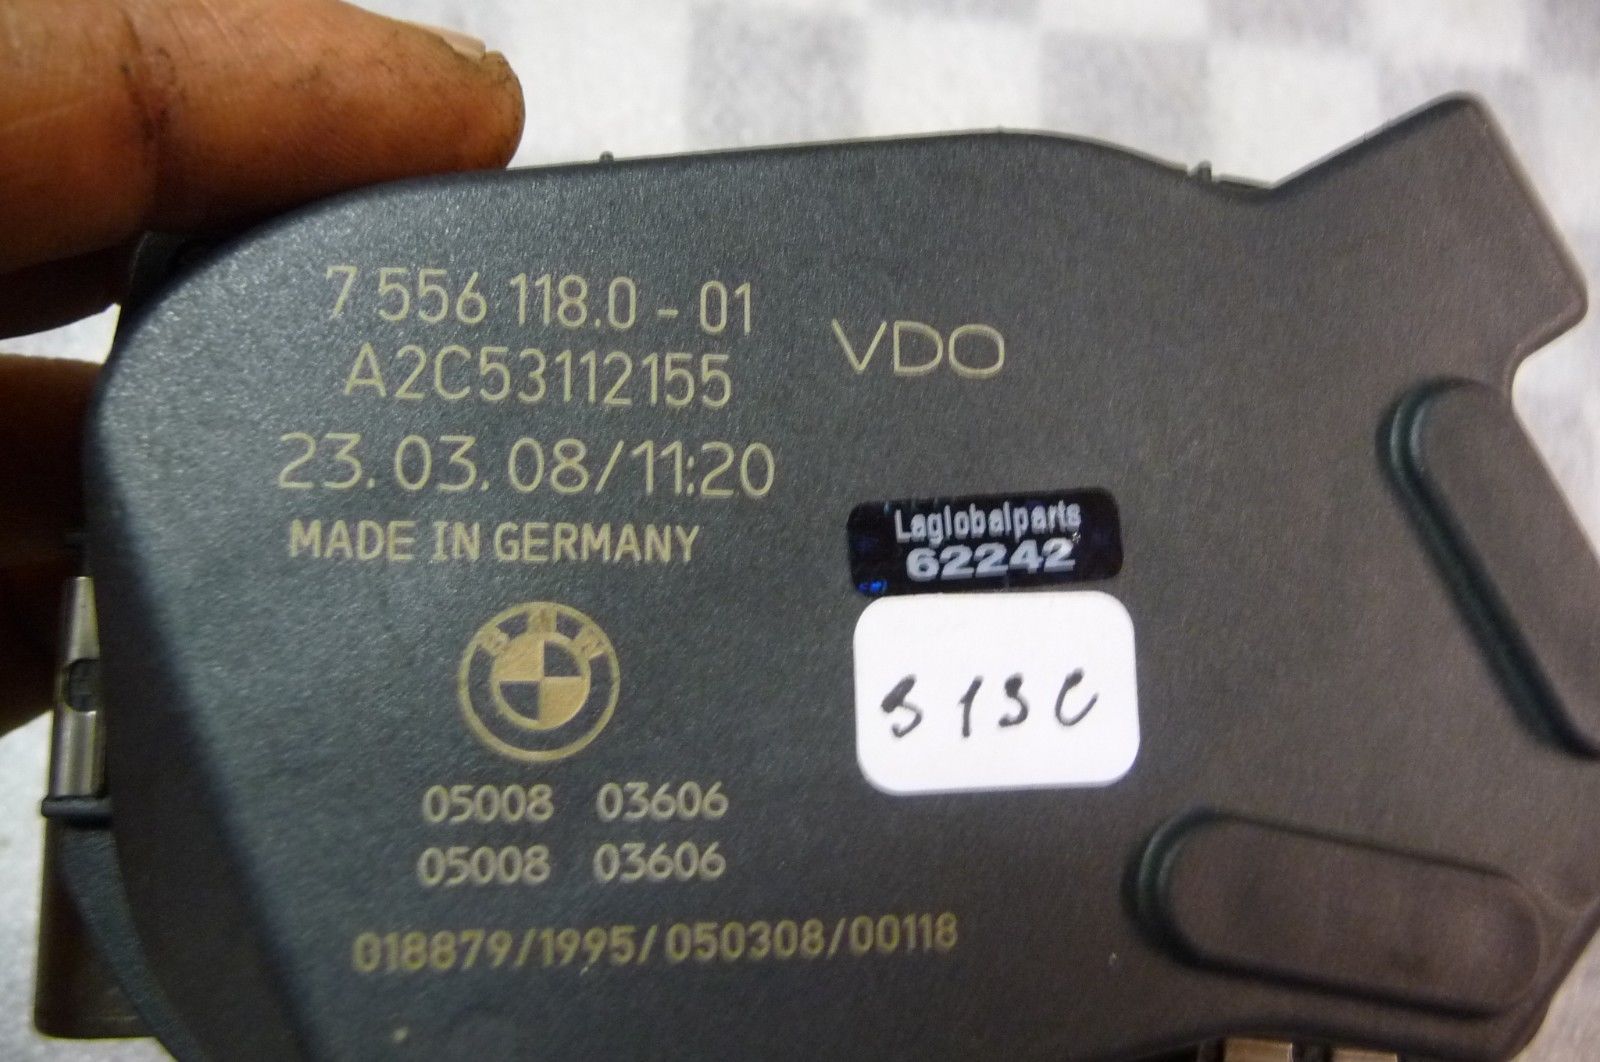 7 556 118.0 - 01
A2C53112155
VDO
23.03.08/11:20
MADE IN GERMANY
Laglobalparts
62242
BMW
05008 03606
05008 03606
018879/1995/050308/00118